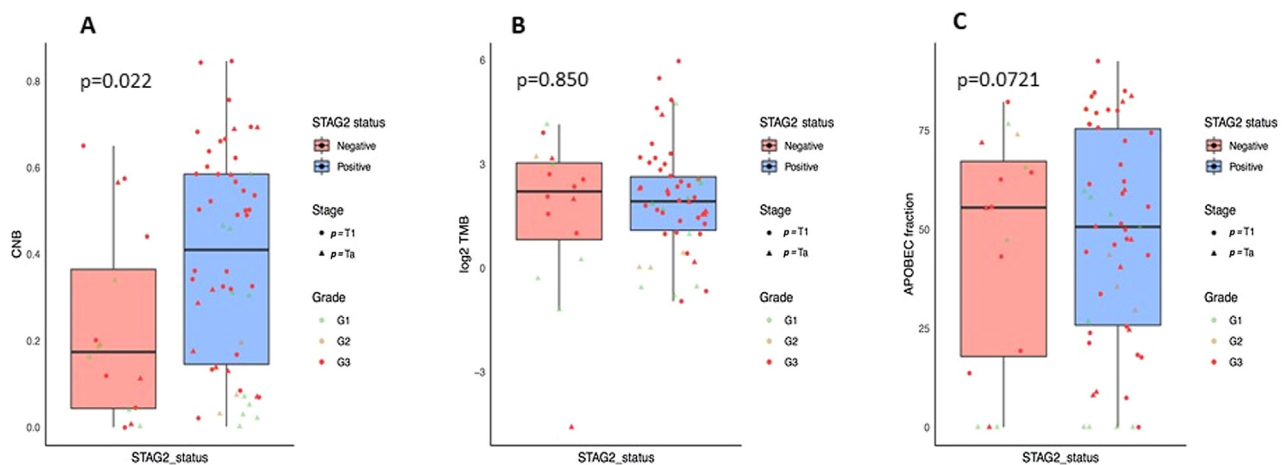 A
p=0.022
CNB
0.8
0.6
0.4
0.2
0.0
STAG2_status
STAG2 status
Negative
Positive
Stage
p=T1
p=Ta
Grade
G1
G2
G3
B
p=0.850
log2 TMB
6
3
0
−3
STAG2_status
STAG2 status
Negative
Positive
Stage
p=T1
p=Ta
Grade
G1
G2
G3
C
p=0.0721
APOBEC fraction
75
50
25
0
STAG2_status
STAG2 status
Negative
Positive
Stage
p=T1
p=Ta
Grade
G1
G2
G3